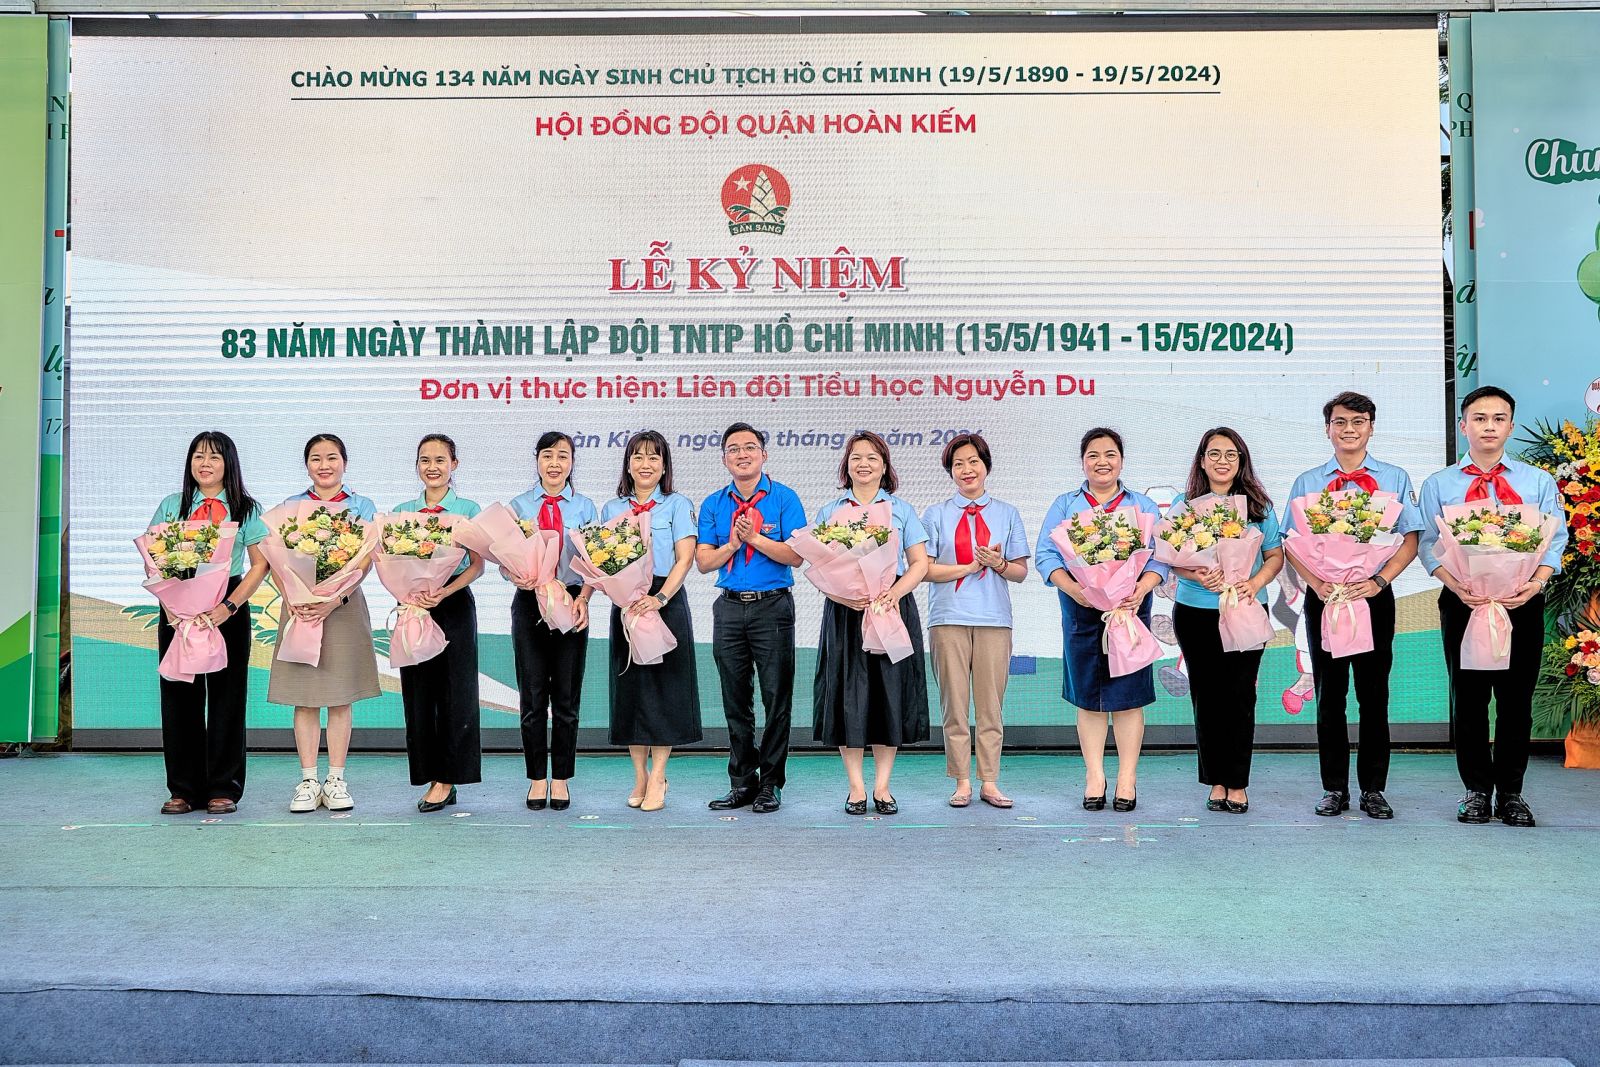 CHÀO MỪNG 134 NĂM NGÀY SINH CHỦ TỊCH HỒ CHÍ MINH (19/5/1890 - 19/5/2024)
HỘI ĐỒNG ĐỘI QUẬN HOÀN KIẾM
SẴN SÀNG
LỄ KỶ NIỆM
83 NĂM NGÀY THÀNH LẬP ĐỘI TNTP HỒ CHÍ MINH (15/5/1941 - 15/5/2024)
Đơn vị thực hiện: Liên đội Tiểu học Nguyễn Du
tháng
năm